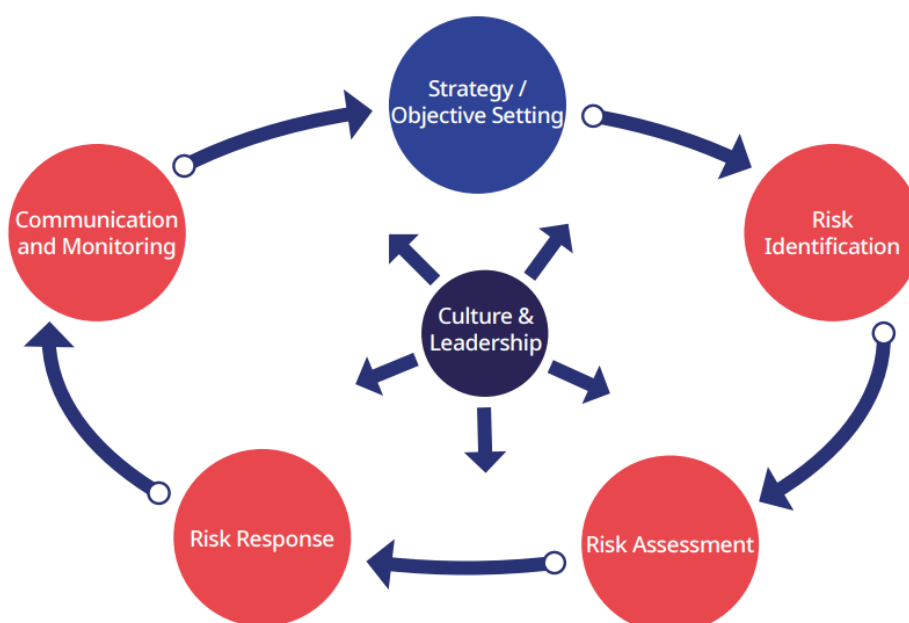 Strategy /
Objective Setting
Risk
Identification
Risk Assessment
Risk Response
Communication
and Monitoring
Culture &
Leadership